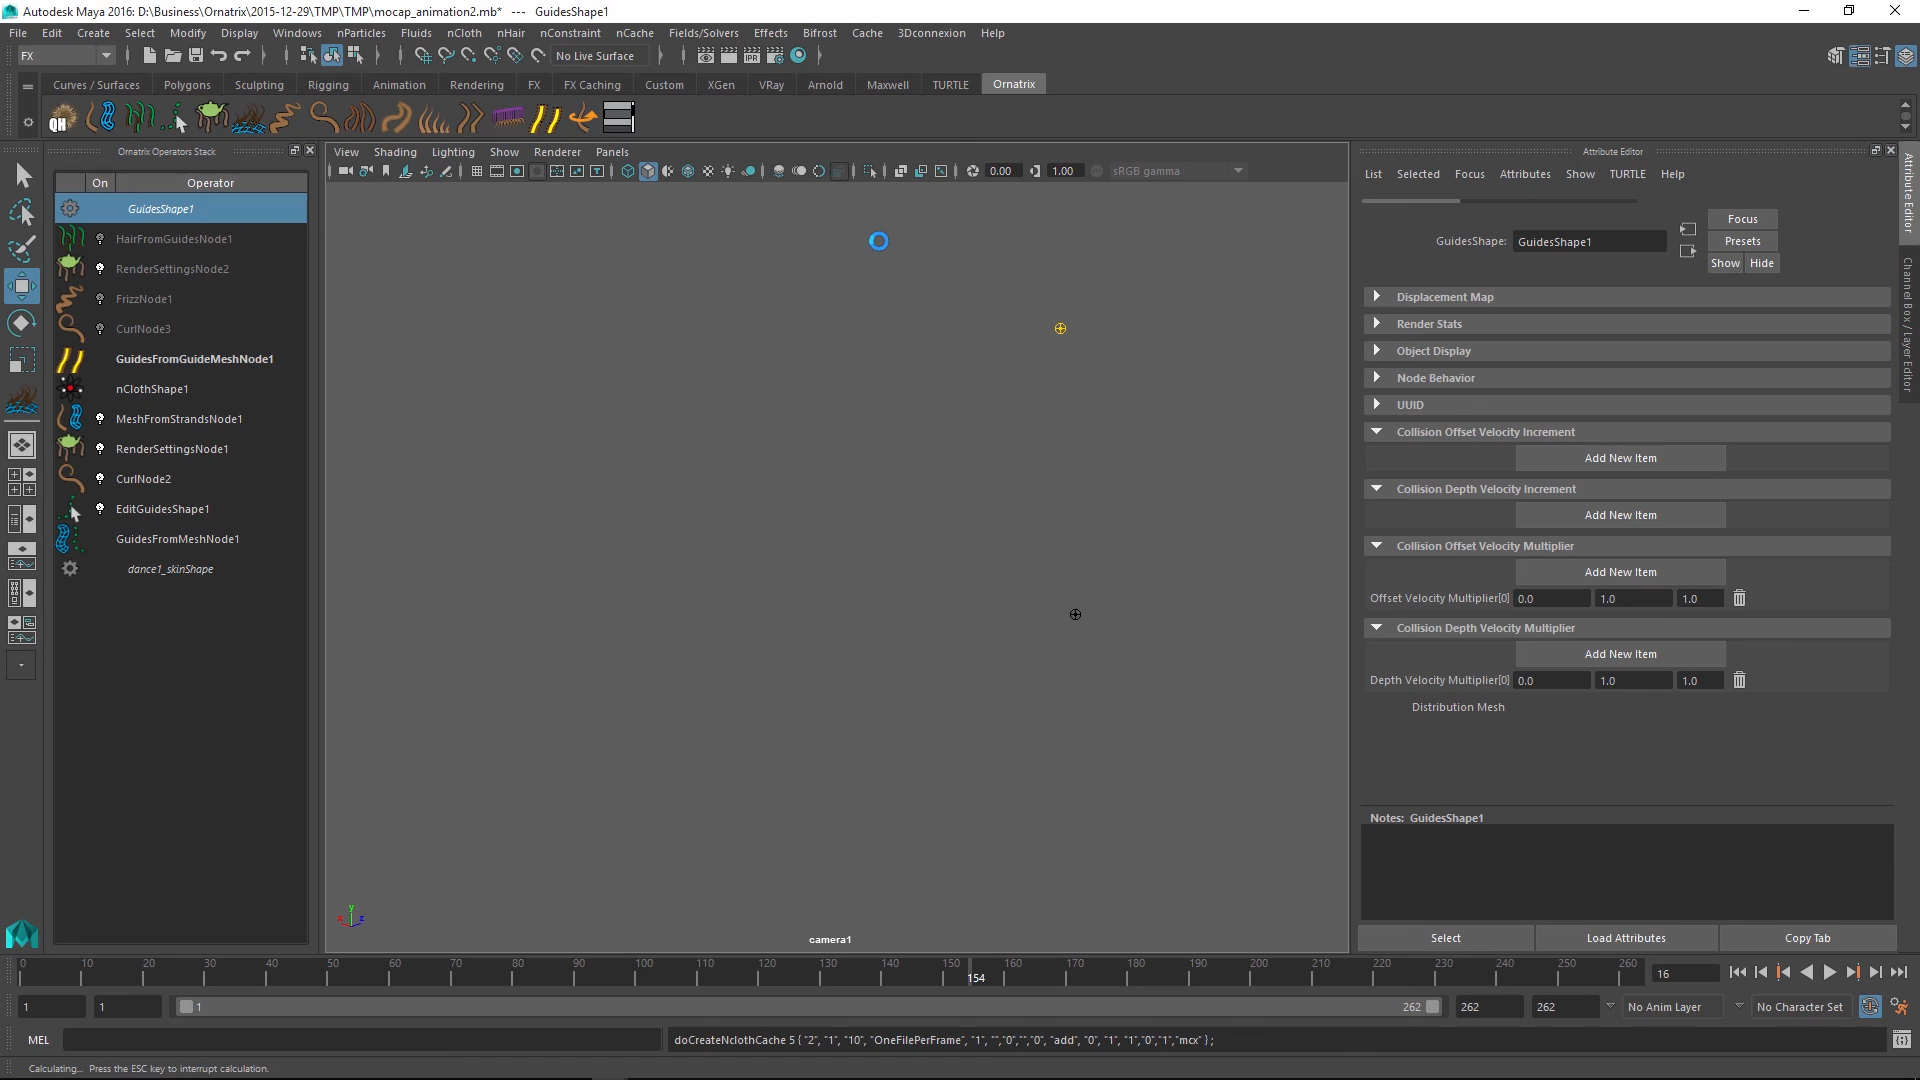 Autodesk Maya 2016: D:\Business\Ornatrix\2015-12-29\TMP\TMP\mocap_animation2.mb* --- GuidesShape1
File Edit Create Select Modify Display Windows nParticles Fluids nCloth nHair nConstraint nCache Fields/Solvers Effects Bifrost Cache 3Dconnexion Help
FX No Live Surface
Curves / Surfaces Polygons Sculpting Rigging Animation Rendering FX FX Caching Custom XGen VRay Arnold Maxwell TURTLE Ornatrix
QH
Ornatrix Operators Stack
On Operator
GuidesShape1
HairFromGuidesNode1
RenderSettingsNode2
FrizzNode1
CurlNode3
GuidesFromGuideMeshNode1
nClothShape1
MeshFromStrandsNode1
RenderSettingsNode1
CurlNode2
EditGuidesShape1
GuidesFromMeshNode1
dance1_skinShape
View Shading Lighting Show Renderer Panels
0.00 1.00 sRGB gamma
y
x z
camera1
Attribute Editor
List Selected Focus Attributes Show TURTLE Help
GuidesShape: GuidesShape1
Focus
Presets
Show Hide
Displacement Map
Render Stats
Object Display
Node Behavior
UUID
Collision Offset Velocity Increment
Add New Item
Collision Depth Velocity Increment
Add New Item
Collision Offset Velocity Multiplier
Add New Item
Offset Velocity Multiplier[0] 0.0 1.0 1.0
Collision Depth Velocity Multiplier
Add New Item
Depth Velocity Multiplier[0] 0.0 1.0 1.0
Distribution Mesh
Notes: GuidesShape1
Select Load Attributes Copy Tab
Attribute Editor
Channel Box / Layer Editor
0 10 20 30 40 50 60 70 80 90 100 110 120 130 140 150 160 170 180 190 200 210 220 230 240 250 260
154
16
1 1 1 262 262 262 No Anim Layer No Character Set
MEL doCreateNclothCache 5 { "2", "1", "10", "OneFilePerFrame", "1", "","0","","0", "add", "0", "1", "1","0","1","mcx" } ;
Calculating... Press the ESC key to interrupt calculation.